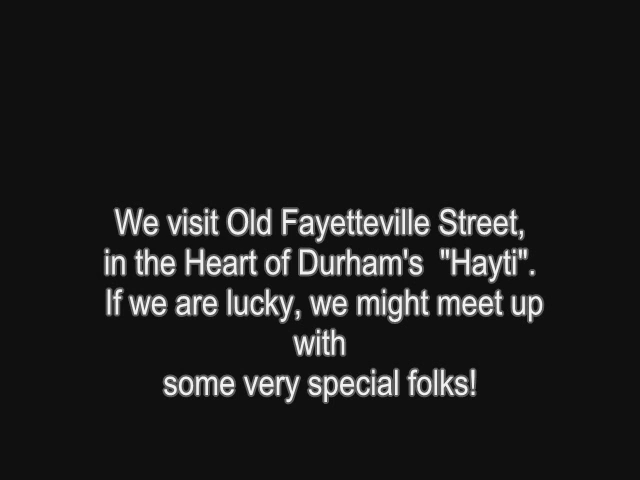 We visit Old Fayetteville Street,
in the Heart of Durham's "Hayti".
If we are lucky, we might meet up
with
some very special folks!